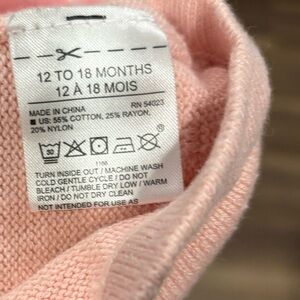 12 TO 18 MONTHS
12 À 18 MOIS
MADE IN CHINA RN 54023
US: 55% COTTON, 25% RAYON,
20% NYLON
30
1166
TURN INSIDE OUT / MACHINE WASH
COLD GENTLE CYCLE / DO NOT
BLEACH / TUMBLE DRY LOW / WARM
IRON / DO NOT DRY CLEAN
NOT INTENDED FOR USE AS